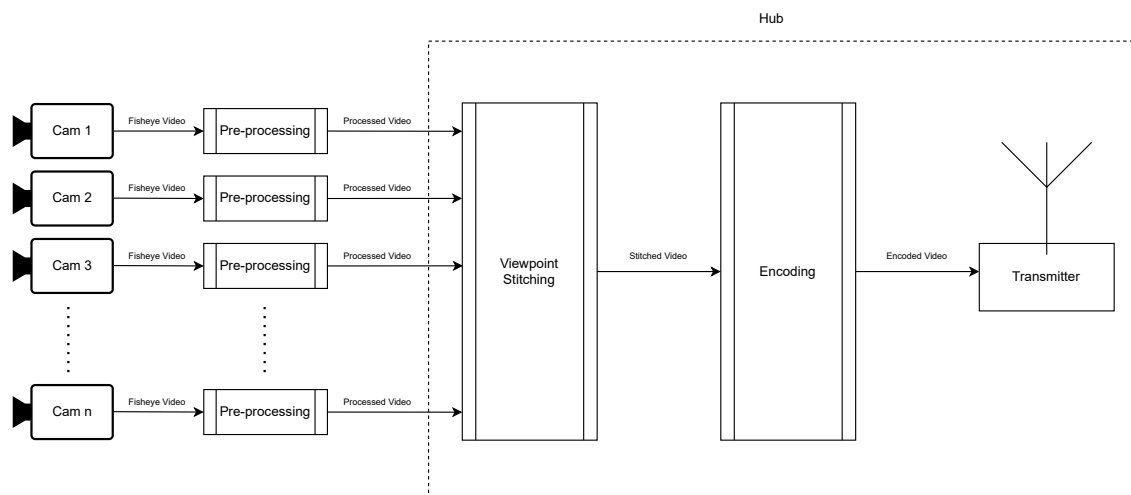 Hub
Cam 1
Fisheye Video
Pre-processing
Processed Video
Cam 2
Fisheye Video
Pre-processing
Processed Video
Cam 3
Fisheye Video
Pre-processing
Processed Video
Cam n
Fisheye Video
Pre-processing
Processed Video
Viewpoint
Stitching
Stitched Video
Encoding
Encoded Video
Transmitter